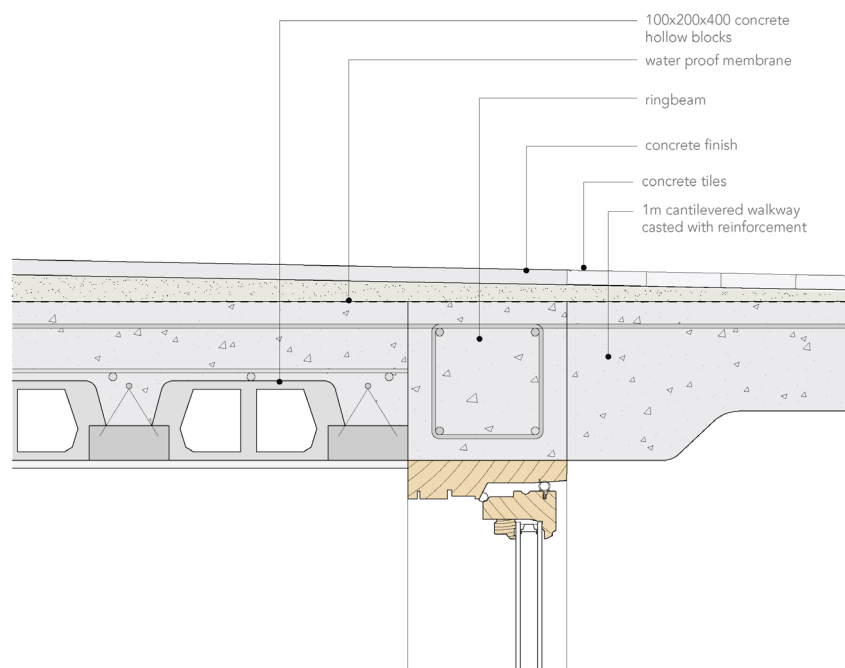 100x200x400 concrete
hollow blocks
water proof membrane
ringbeam
concrete finish
concrete tiles
1m cantilevered walkway
casted with reinforcement